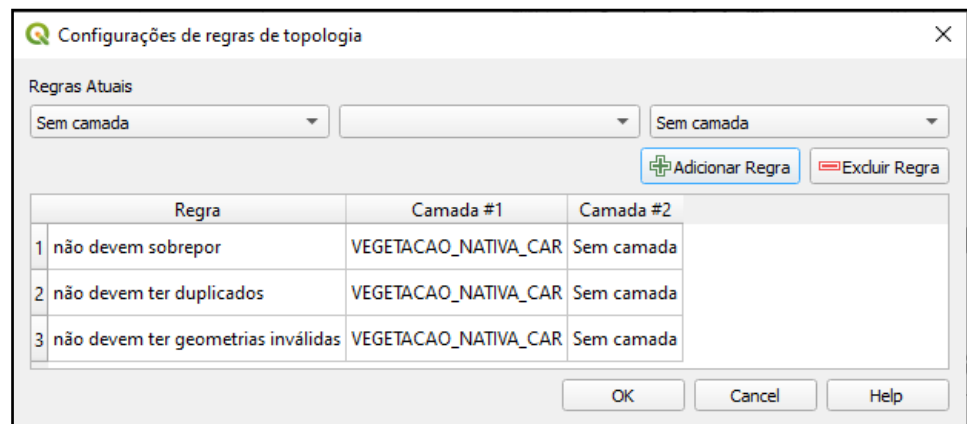 Configurações de regras de topologia
Regras Atuais
Sem camada Sem camada
Adicionar Regra Excluir Regra
Regra Camada #1 Camada #2
1 não devem sobrepor VEGETACAO_NATIVA_CAR Sem camada
2 não devem ter duplicados VEGETACAO_NATIVA_CAR Sem camada
3 não devem ter geometrias inválidas VEGETACAO_NATIVA_CAR Sem camada
OK Cancel Help